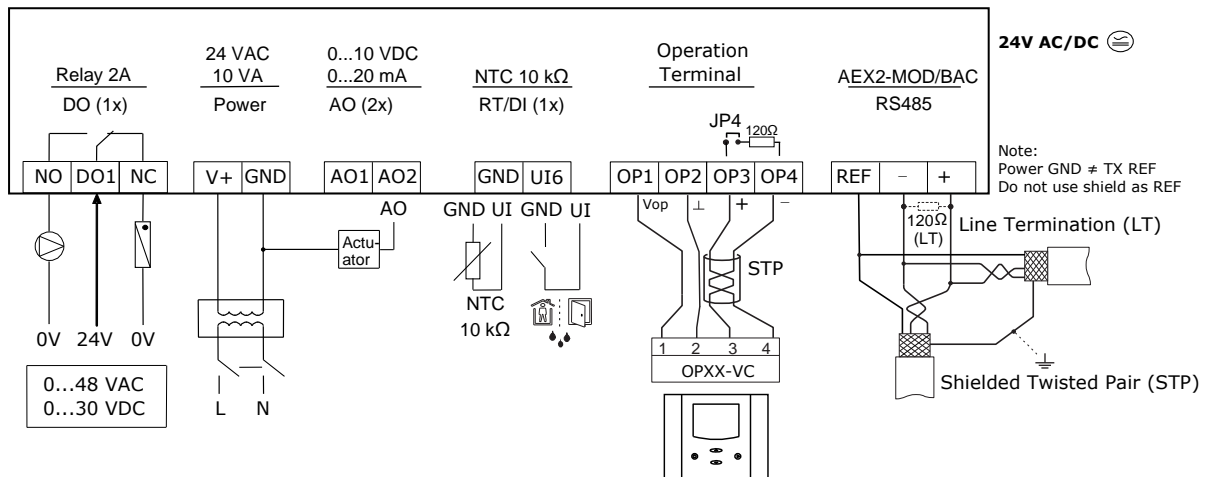 24 VAC
10 VA
Power
0...10 VDC
0...20 mA
AO (2x)
Operation
Terminal
24V AC/DC
Relay 2A
DO (1x)
NTC 10 kΩ
RT/DI (1x)
AEX2-MOD/BAC
RS485
JP4
120Ω
NO DO1 NC
V+ GND
AO1 AO2
GND UI6
OP1 OP2 OP3 OP4
REF − +
Note:
Power GND ≠ TX REF
Do not use shield as REF
AO
GND UI GND UI
Vop ⊥ + −
120Ω
(LT)
Line Termination (LT)
Actu-
ator
STP
NTC
10 kΩ
0V 24V 0V
1 2 3 4
OPXX-VC
0...48 VAC
0...30 VDC
L N
Shielded Twisted Pair (STP)